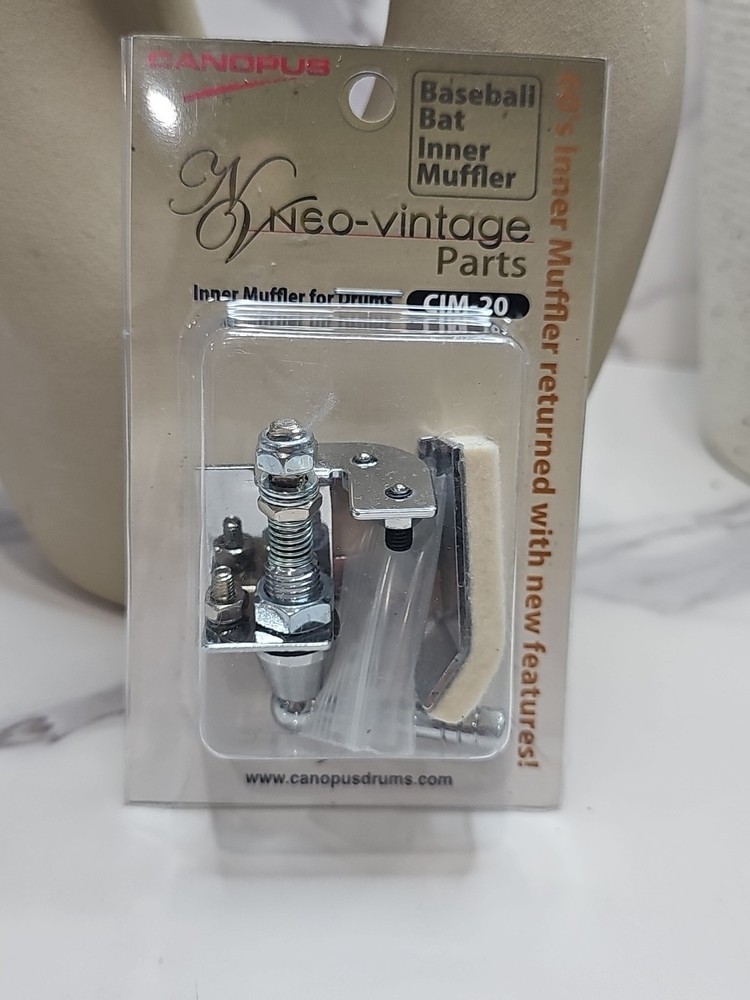 CANOPUS
Baseball
Bat
Inner
Muffler
NV Neo-vintage
Parts
Inner Muffler for Drums CIM-20
60's Inner Muffler returned with new features!
www.canopusdrums.com